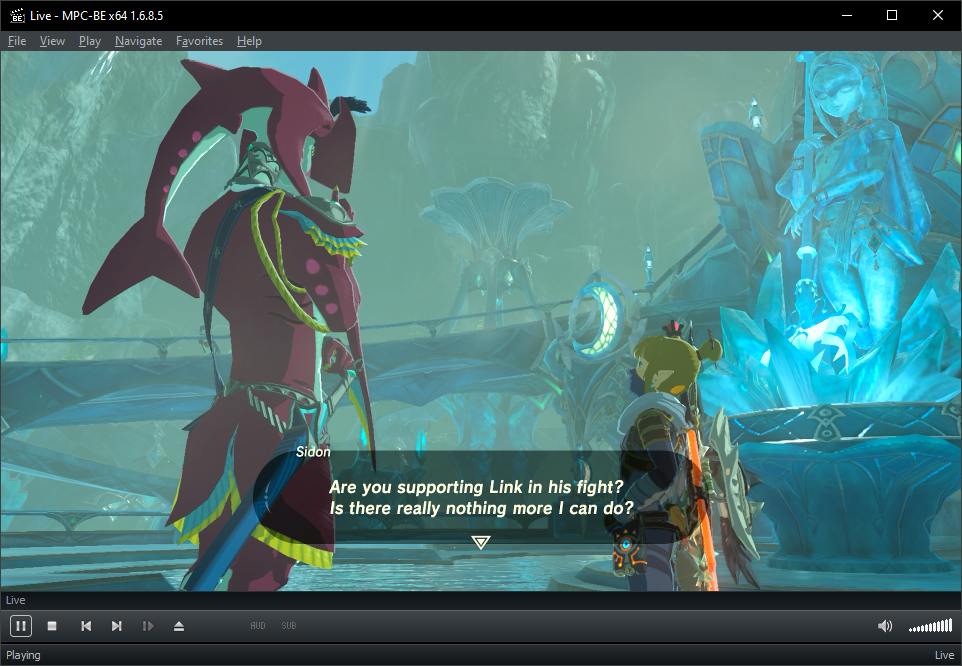 Live - MPC-BE x64 1.6.8.5
File View Play Navigate Favorites Help
Sidon
Are you supporting Link in his fight?
Is there really nothing more I can do?
Live
AUD SUB
Playing Live